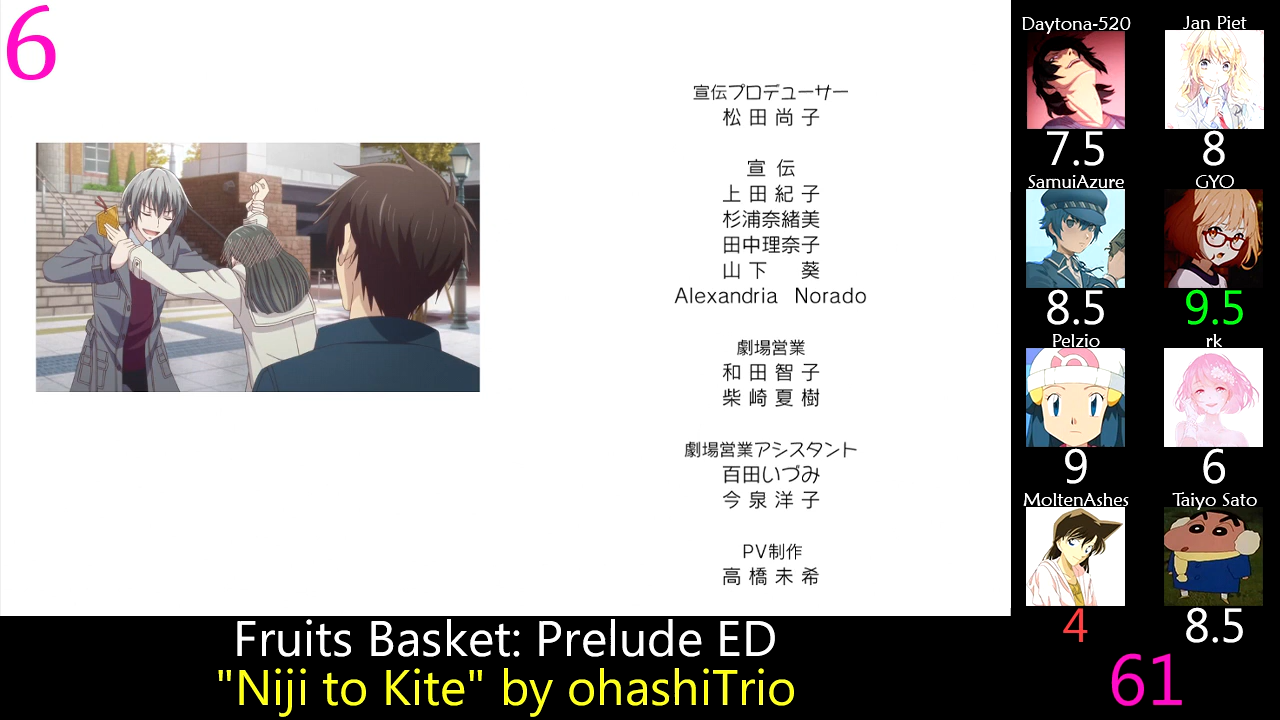 6
宣伝プロデューサー
松田尚子
宣伝
上田紀子
杉浦奈緒美
田中理奈子
山下 葵
Alexandria Norado
劇場営業
和田智子
柴崎夏樹
劇場営業アシスタント
百田いづみ
今泉洋子
PV制作
高橋未希
Daytona-520
Jan Piet
7.5
8
SamuiAzure
GYO
8.5
9.5
Pelzio
rk
9
6
MoltenAshes
Taiyo Sato
4
8.5
Fruits Basket: Prelude ED
"Niji to Kite" by ohashiTrio
61